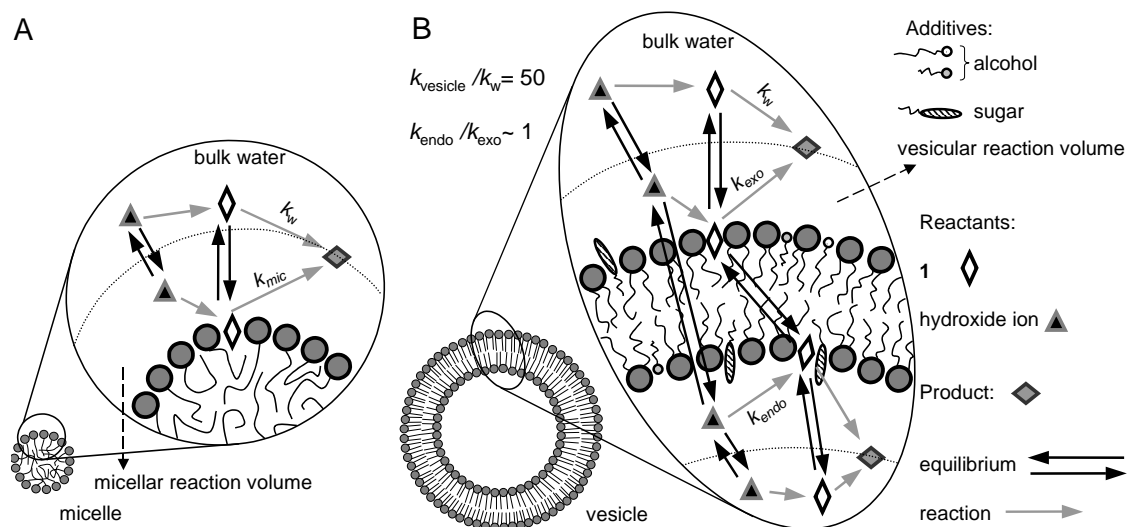 A
bulk water
k_w
k_mic
micellar reaction volume
micelle
B
bulk water
k_vesicle /k_w= 50
k_endo /k_exo~ 1
k_w
k_exo
k_endo
vesicle
Additives:
alcohol
sugar
vesicular reaction volume
Reactants:
1
hydroxide ion
Product:
equilibrium
reaction